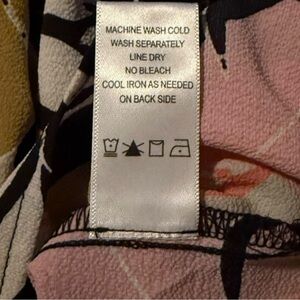 MACHINE WASH COLD
WASH SEPARATELY
LINE DRY
NO BLEACH
COOL IRON AS NEEDED
ON BACK SIDE